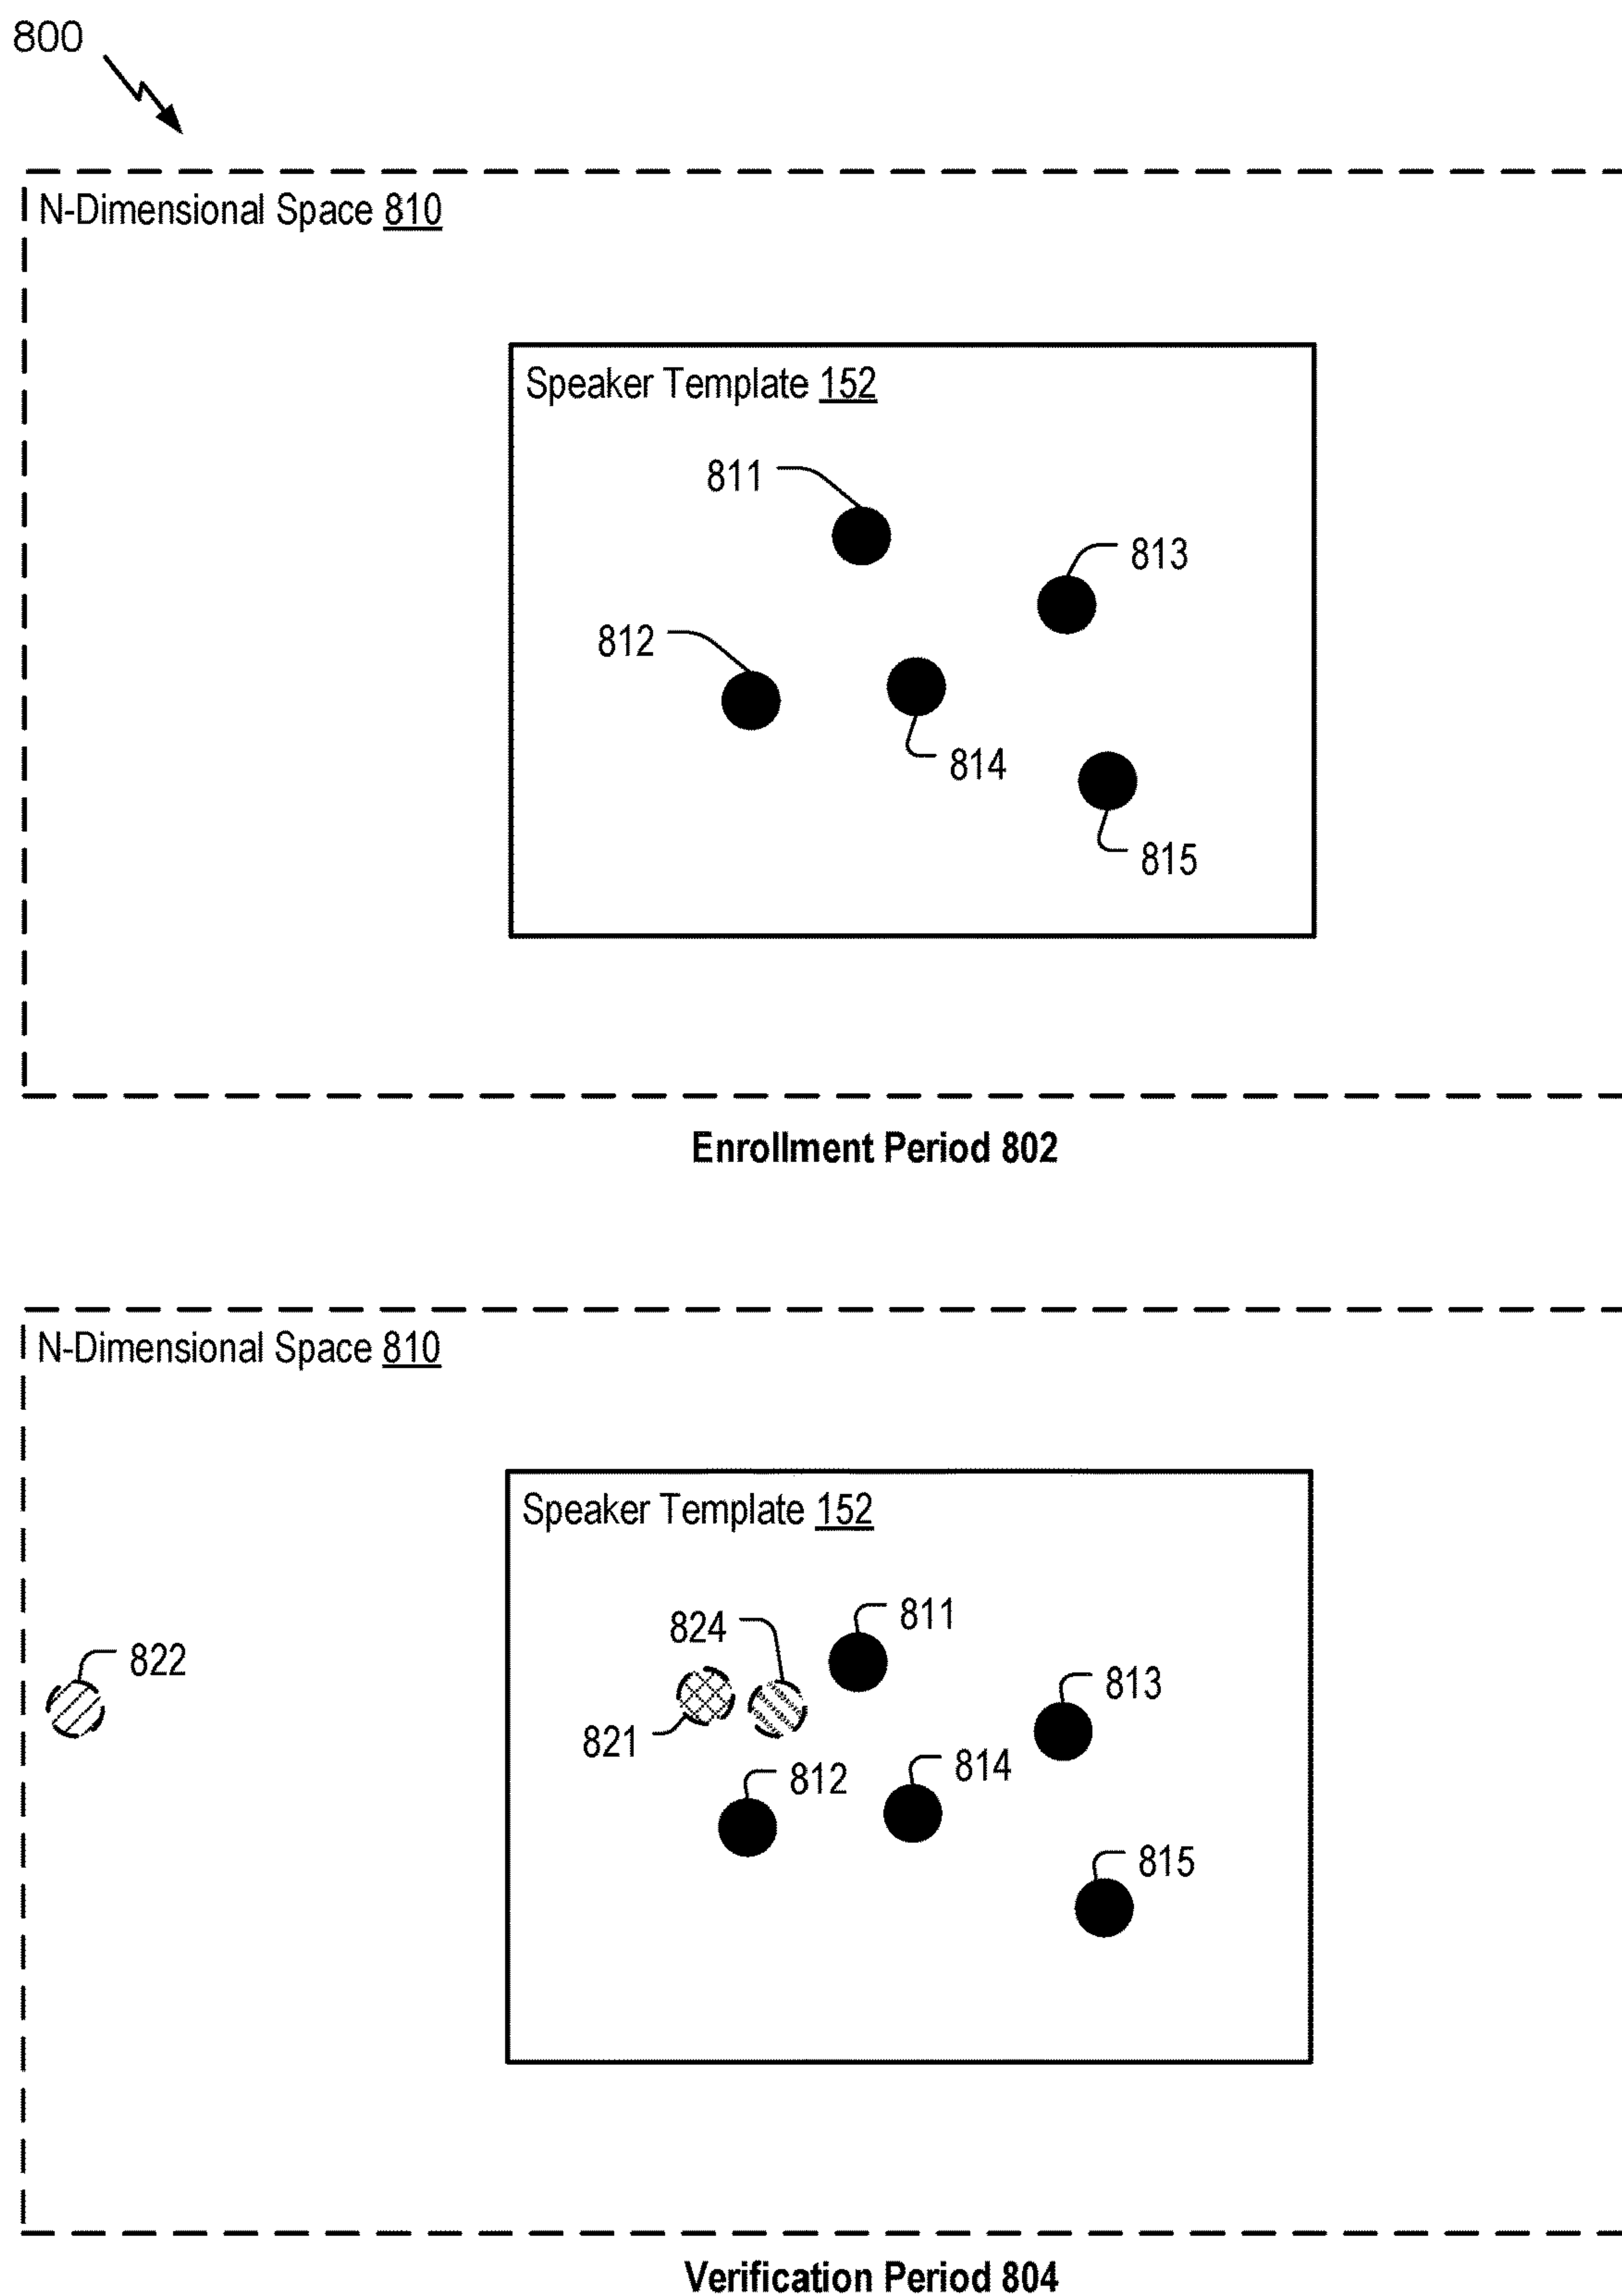 800
N-Dimensional Space 810
Speaker Template 152
811
813
812
814
815
Enrollment Period 802
N-Dimensional Space 810
Speaker Template 152
811
824
822
813
821
814
812
815
Verification Period 804